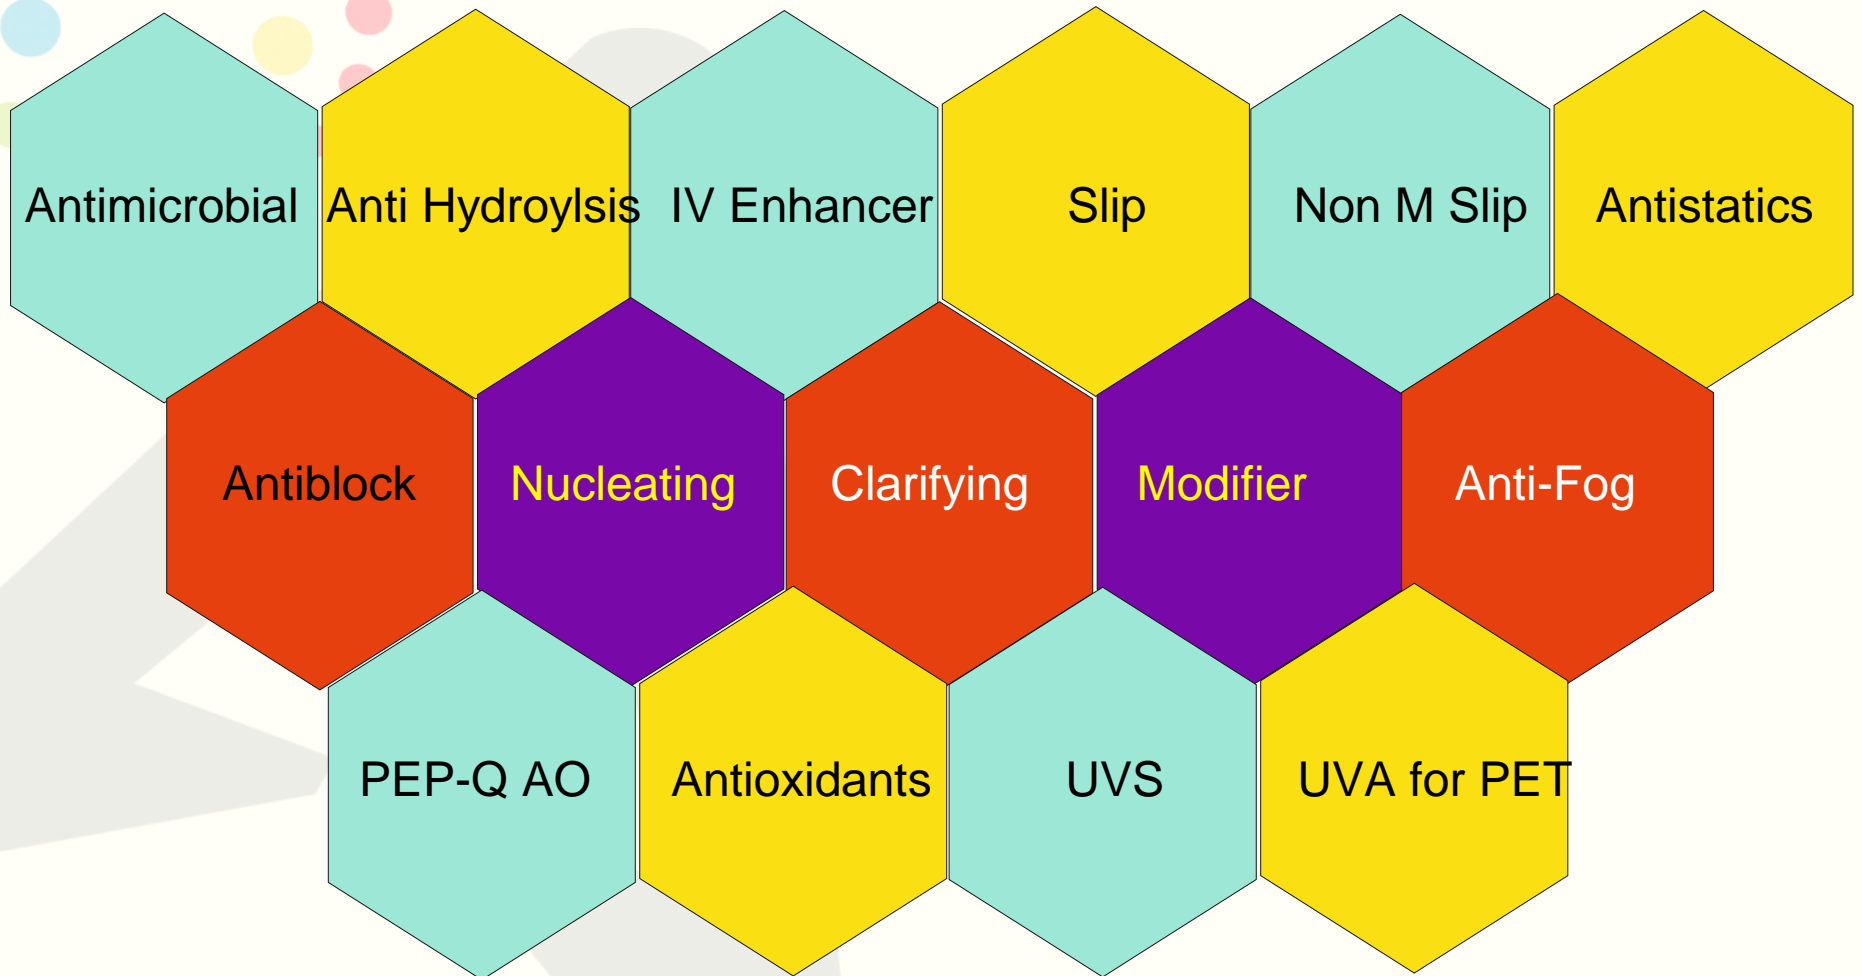 Antimicrobial
Anti Hydroylsis
IV Enhancer
Slip
Non M Slip
Antistatics
Antiblock
Nucleating
Clarifying
Modifier
Anti-Fog
PEP-Q AO
Antioxidants
UVS
UVA for PET